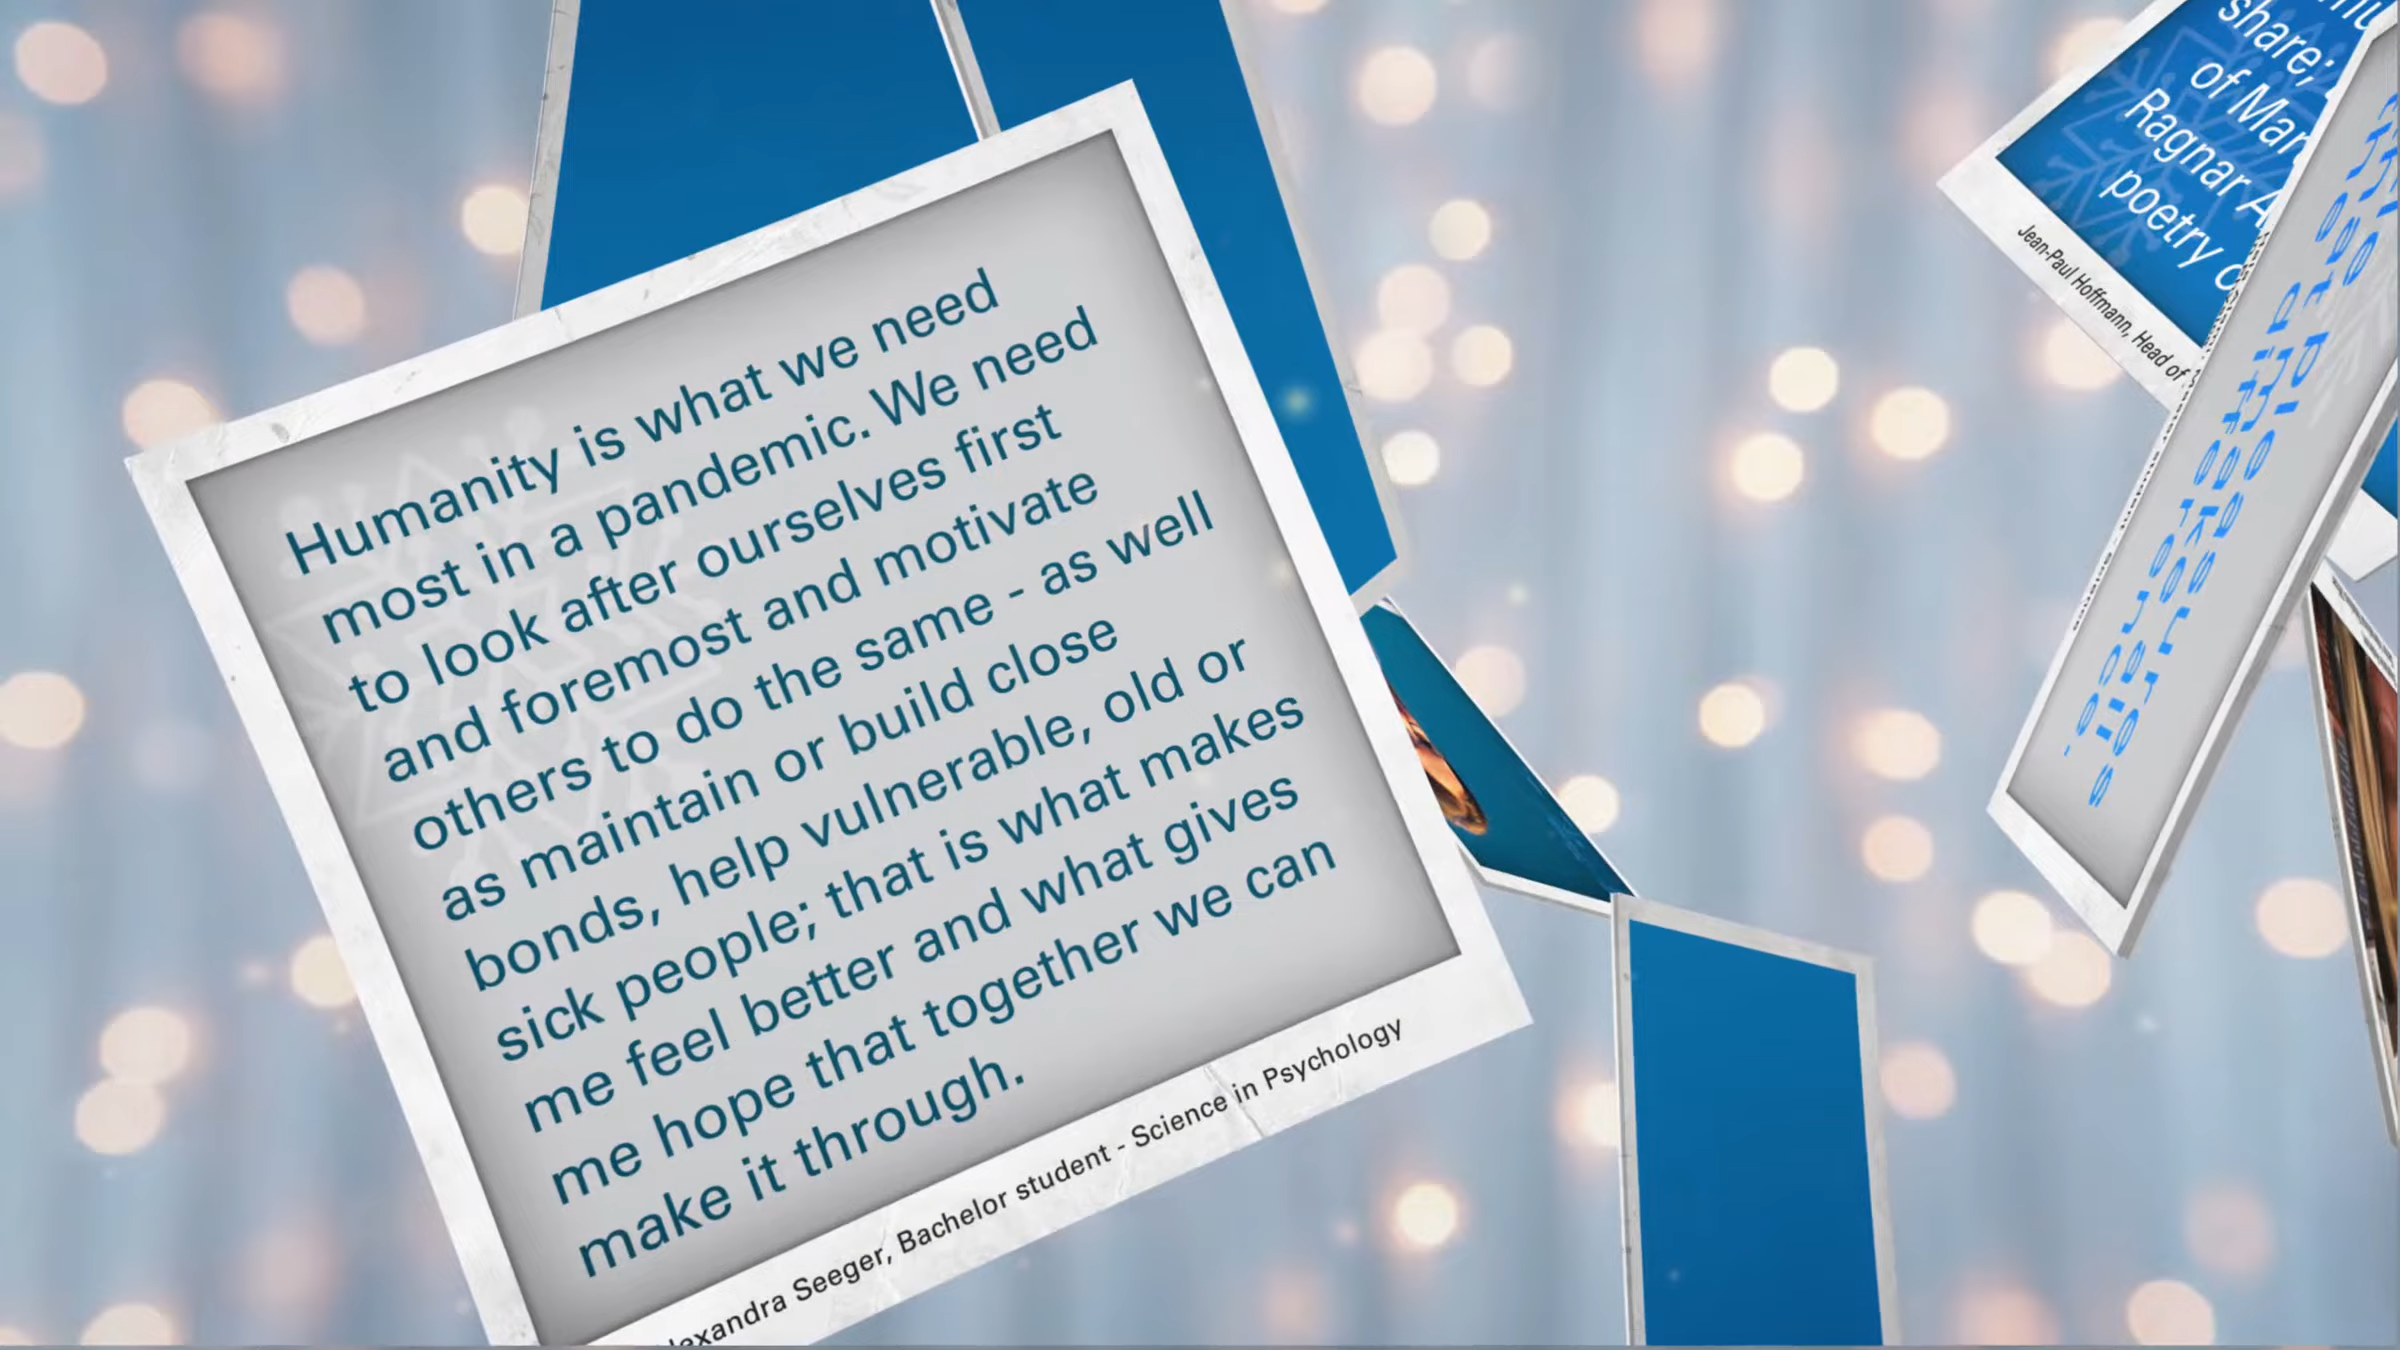 Humanity is what we need
most in a pandemic. We need
to look after ourselves first
and foremost and motivate
others to do the same - as well
as maintain or build close
bonds, help vulnerable, old or
sick people; that is what makes
me feel better and what gives
me hope that together we can
make it through.
lexandra Seeger, Bachelor student - Science in Psychology
share;
of Mar
Ragnar A
poetry
Jean-Paul Hoffmann, Head of